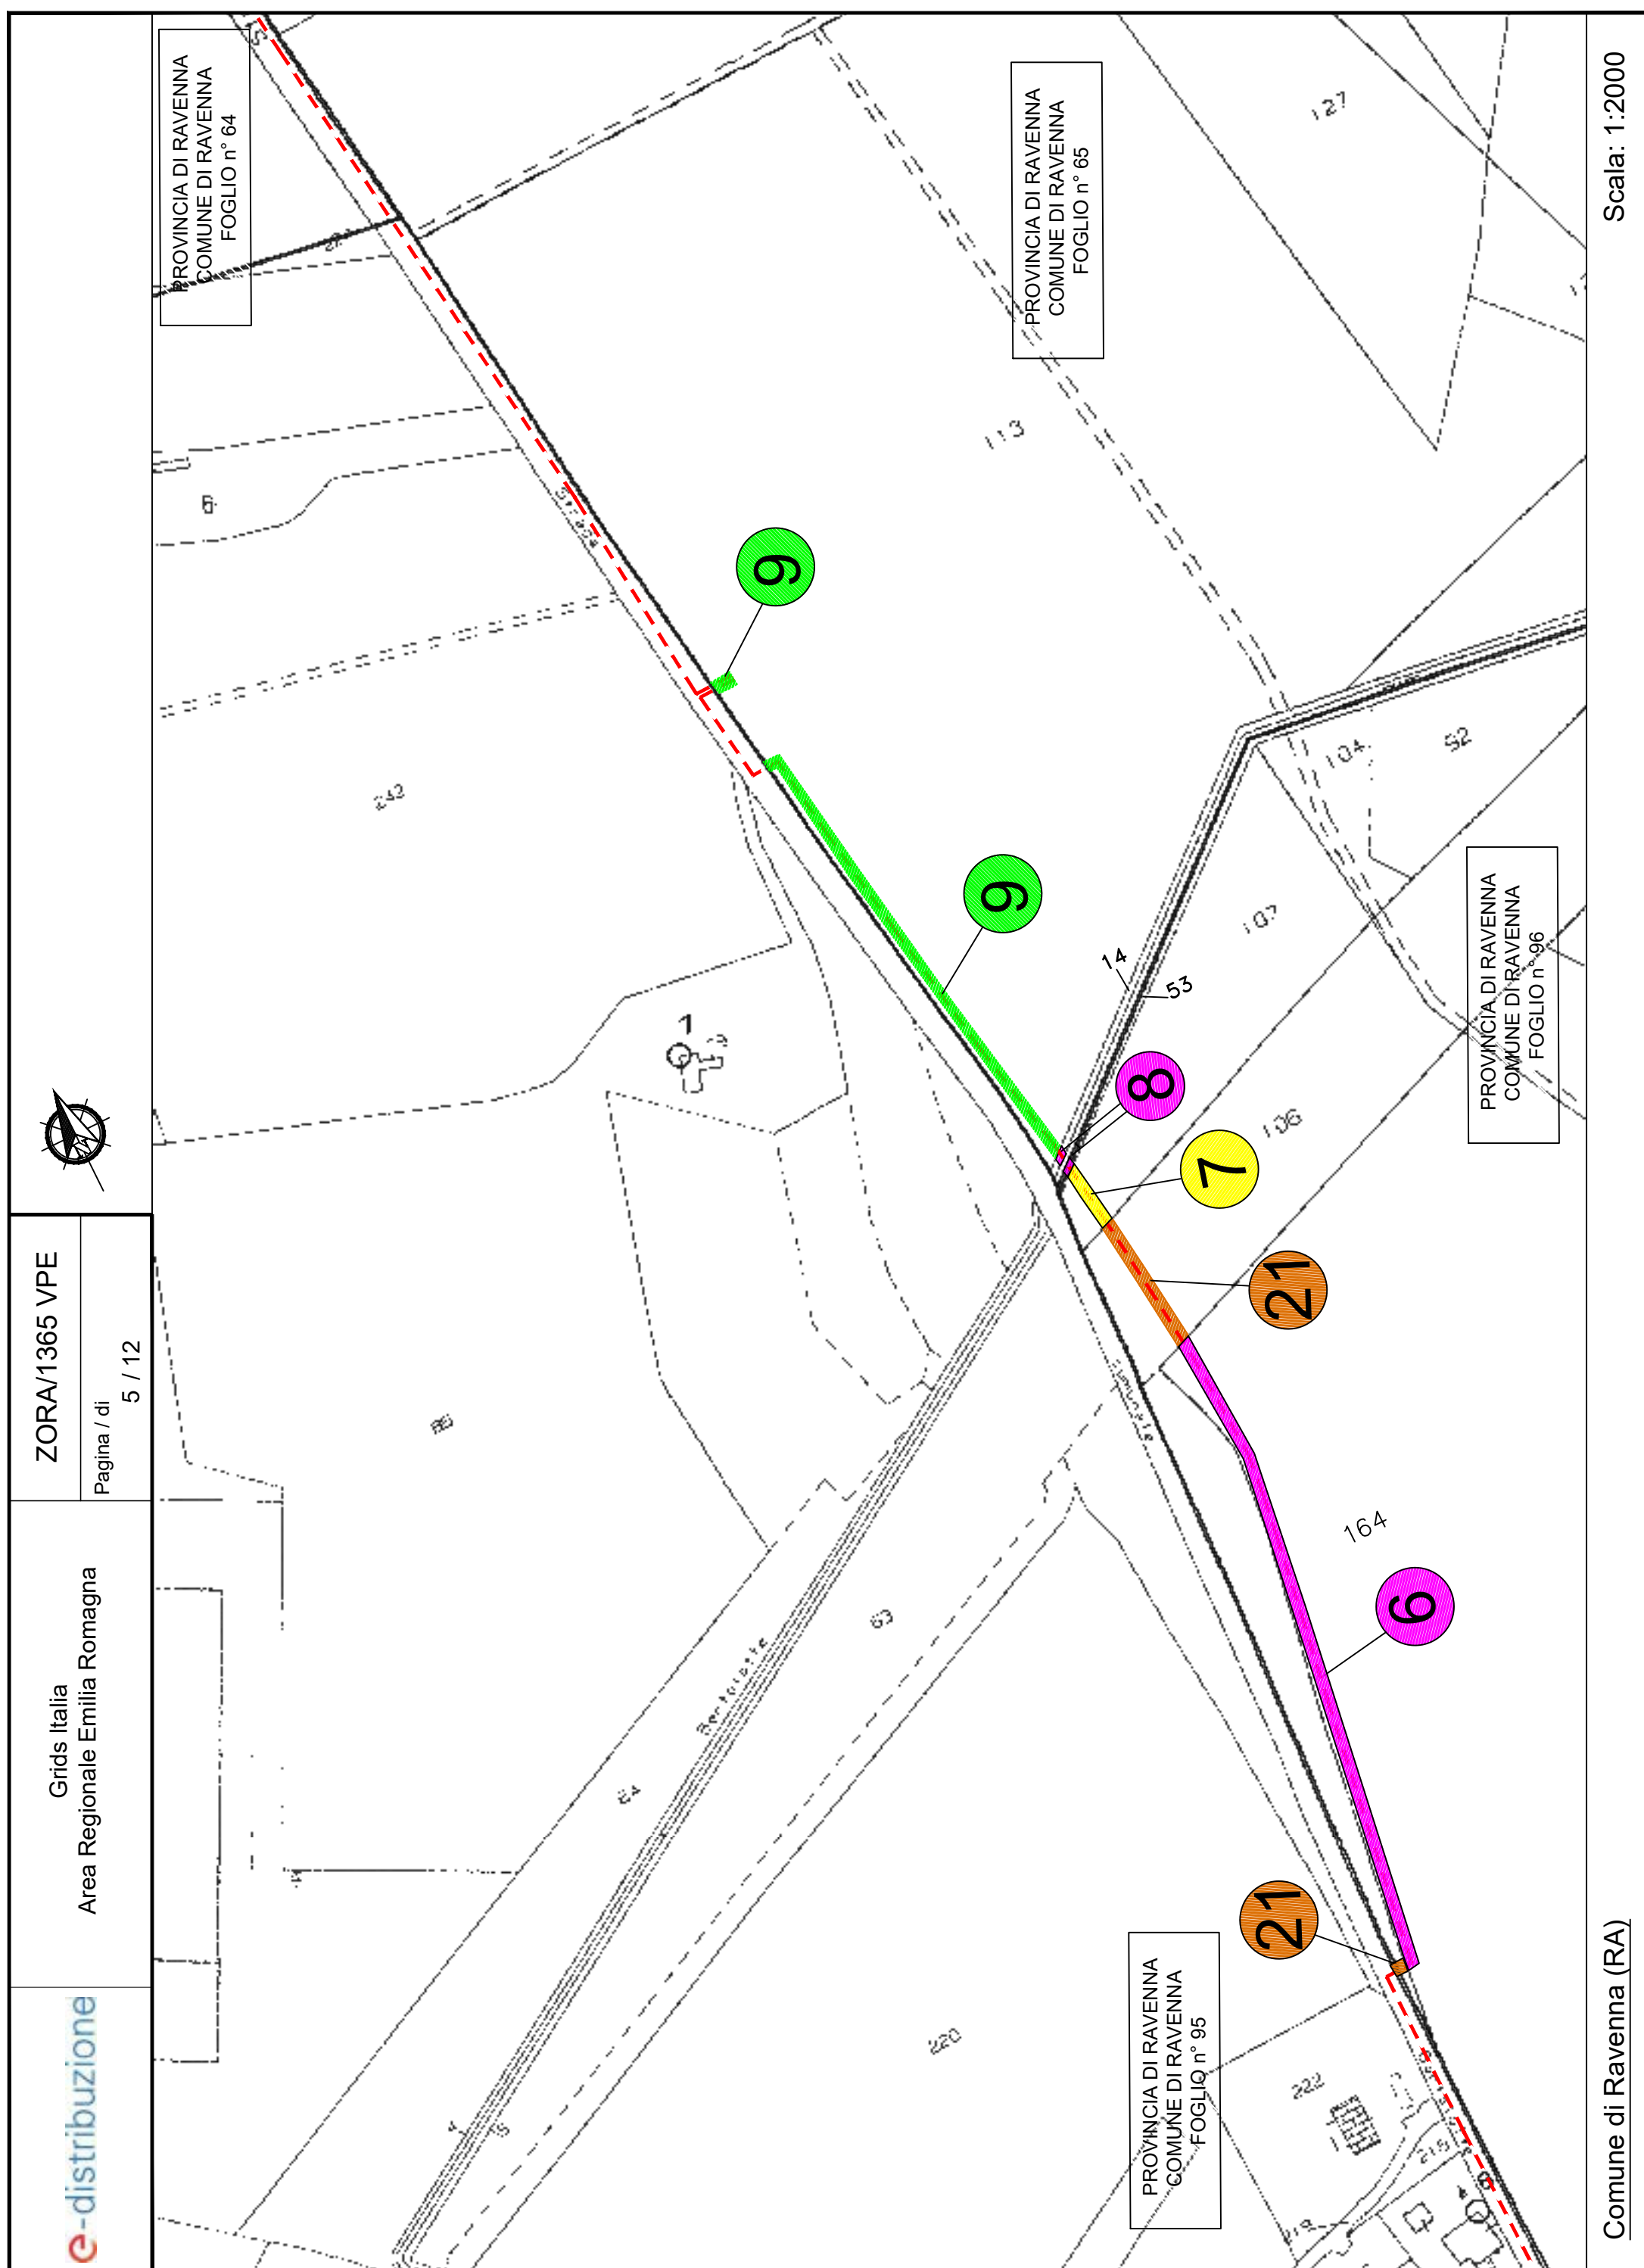 e-distribuzione
Grids Italia
Area Regionale Emilia Romagna
ZORA/1365 VPE
Pagina / di
5 / 12
PROVINCIA DI RAVENNA
COMUNE DI RAVENNA
FOGLIO n° 64
PROVINCIA DI RAVENNA
COMUNE DI RAVENNA
FOGLIO n° 65
PROVINCIA DI RAVENNA
COMUNE DI RAVENNA
FOGLIO n° 96
PROVINCIA DI RAVENNA
COMUNE DI RAVENNA
FOGLIO n° 95
9
9
8
7
21
6
21
14
53
164
113
127
104
92
107
106
242
1
63
64
220
222
Comune di Ravenna (RA)
Scala: 1:2000